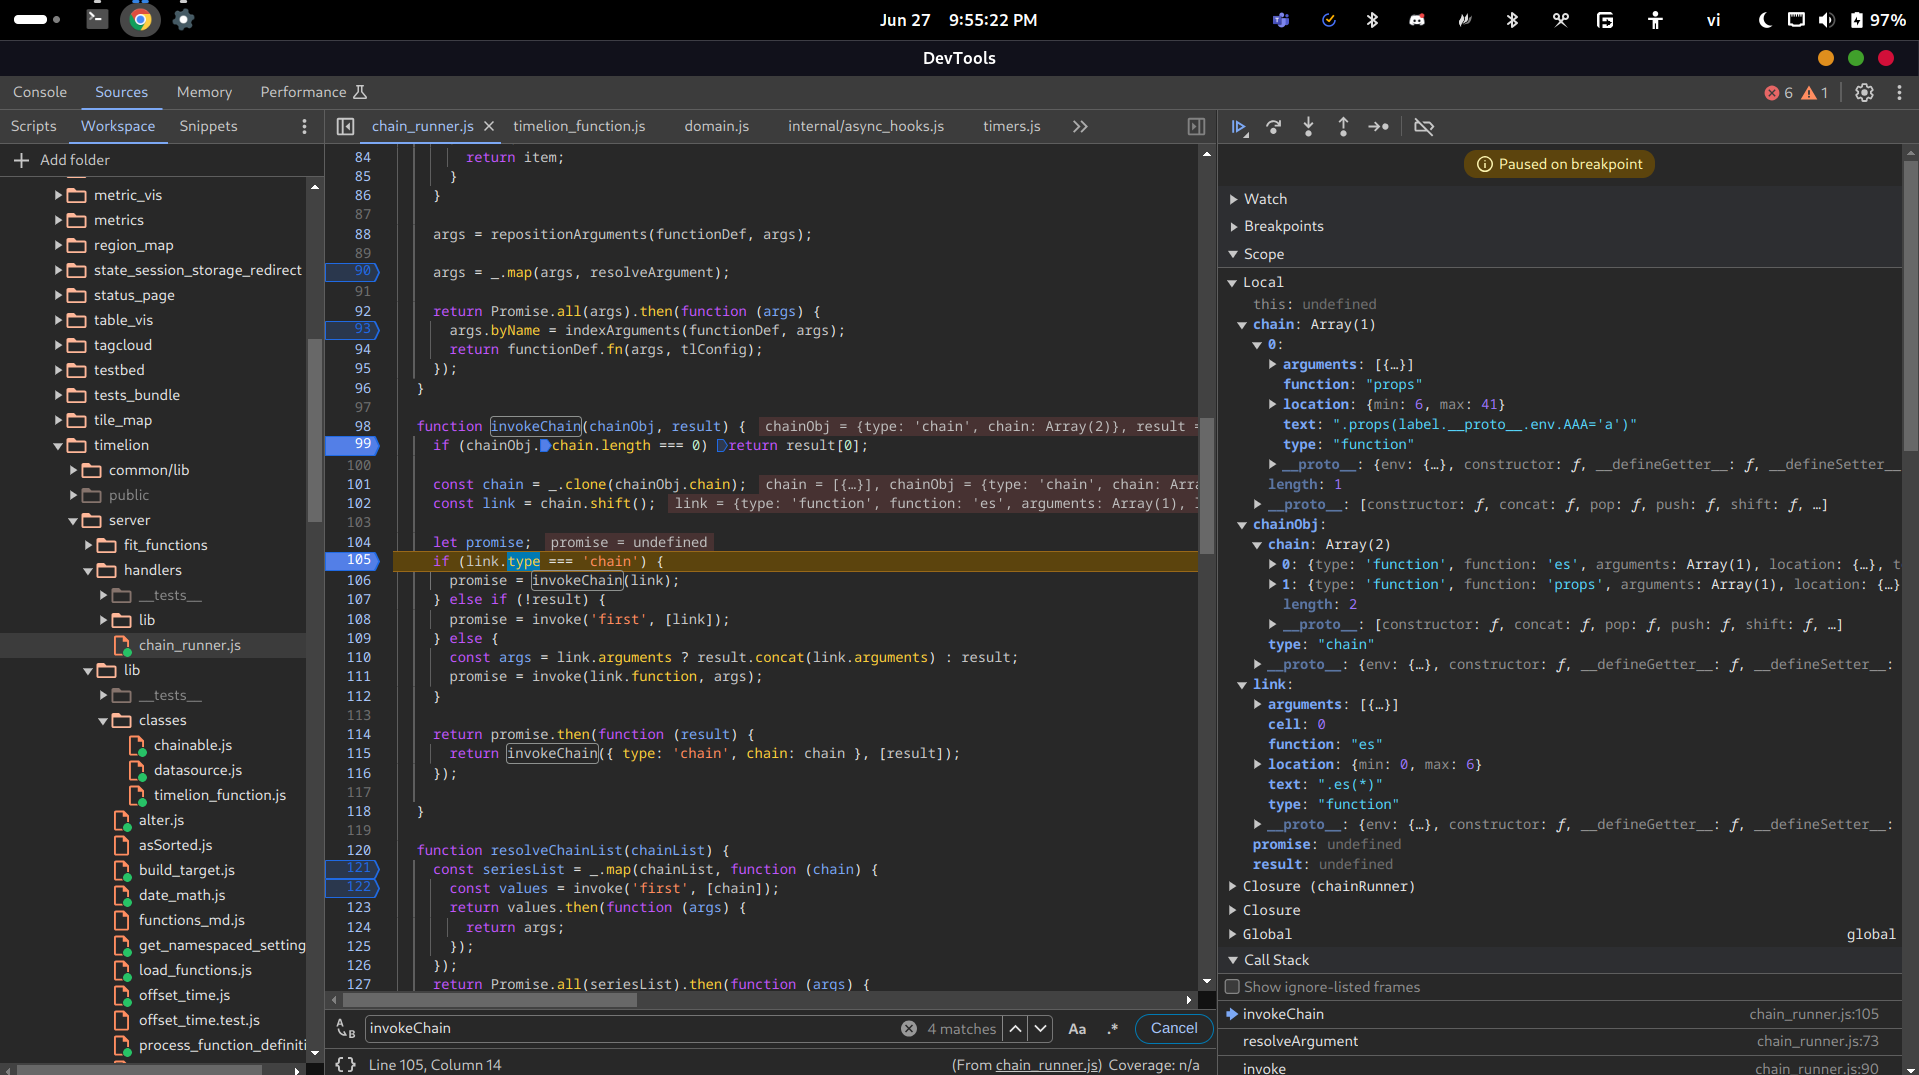 Jun 27 9:55:22 PM
vi
97%
DevTools
Console Sources Memory Performance
6 1
Scripts Workspace Snippets
chain_runner.js timelion_function.js domain.js internal/async_hooks.js timers.js
Add folder
metric_vis
metrics
region_map
state_session_storage_redirect
status_page
table_vis
tagcloud
testbed
tests_bundle
tile_map
timelion
common/lib
public
server
fit_functions
handlers
__tests__
lib
chain_runner.js
lib
__tests__
classes
chainable.js
datasource.js
timelion_function.js
alter.js
asSorted.js
build_target.js
date_math.js
functions_md.js
get_namespaced_setting
load_functions.js
offset_time.js
offset_time.test.js
process_function_definiti
84 return item;
85 }
86 }
87
88 args = repositionArguments(functionDef, args);
89
90 args = _.map(args, resolveArgument);
91
92 return Promise.all(args).then(function (args) {
93 args.byName = indexArguments(functionDef, args);
94 return functionDef.fn(args, tlConfig);
95 });
96 }
97
98 function invokeChain(chainObj, result) { chainObj = {type: 'chain', chain: Array(2)}, result =
99 if (chainObj.chain.length === 0) return result[0];
100
101 const chain = _.clone(chainObj.chain); chain = [{…}], chainObj = {type: 'chain', chain: Arra
102 const link = chain.shift(); link = {type: 'function', function: 'es', arguments: Array(1), l
103
104 let promise; promise = undefined
105 if (link.type === 'chain') {
106 promise = invokeChain(link);
107 } else if (!result) {
108 promise = invoke('first', [link]);
109 } else {
110 const args = link.arguments ? result.concat(link.arguments) : result;
111 promise = invoke(link.function, args);
112 }
113
114 return promise.then(function (result) {
115 return invokeChain({ type: 'chain', chain: chain }, [result]);
116 });
117
118 }
119
120 function resolveChainList(chainList) {
121 const seriesList = _.map(chainList, function (chain) {
122 const values = invoke('first', [chain]);
123 return values.then(function (args) {
124 return args;
125 });
126 });
127 return Promise.all(seriesList).then(function (args) {
invokeChain 4 matches Aa .* Cancel
{} Line 105, Column 14 (From chain_runner.js) Coverage: n/a
Paused on breakpoint
Watch
Breakpoints
Scope
Local
this: undefined
chain: Array(1)
0:
arguments: [{…}]
function: "props"
location: {min: 6, max: 41}
text: ".props(label.__proto__.env.AAA='a')"
type: "function"
__proto__: {env: {…}, constructor: ƒ, __defineGetter__: ƒ, __defineSetter__
length: 1
__proto__: [constructor: ƒ, concat: ƒ, pop: ƒ, push: ƒ, shift: ƒ, …]
chainObj:
chain: Array(2)
0: {type: 'function', function: 'es', arguments: Array(1), location: {…}, t
1: {type: 'function', function: 'props', arguments: Array(1), location: {…}
length: 2
__proto__: [constructor: ƒ, concat: ƒ, pop: ƒ, push: ƒ, shift: ƒ, …]
type: "chain"
__proto__: {env: {…}, constructor: ƒ, __defineGetter__: ƒ, __defineSetter__:
link:
arguments: [{…}]
cell: 0
function: "es"
location: {min: 0, max: 6}
text: ".es(*)"
type: "function"
__proto__: {env: {…}, constructor: ƒ, __defineGetter__: ƒ, __defineSetter__:
promise: undefined
result: undefined
Closure (chainRunner)
Closure
Global global
Call Stack
Show ignore-listed frames
invokeChain chain_runner.js:105
resolveArgument chain_runner.js:73
invoke chain_runner.js:90